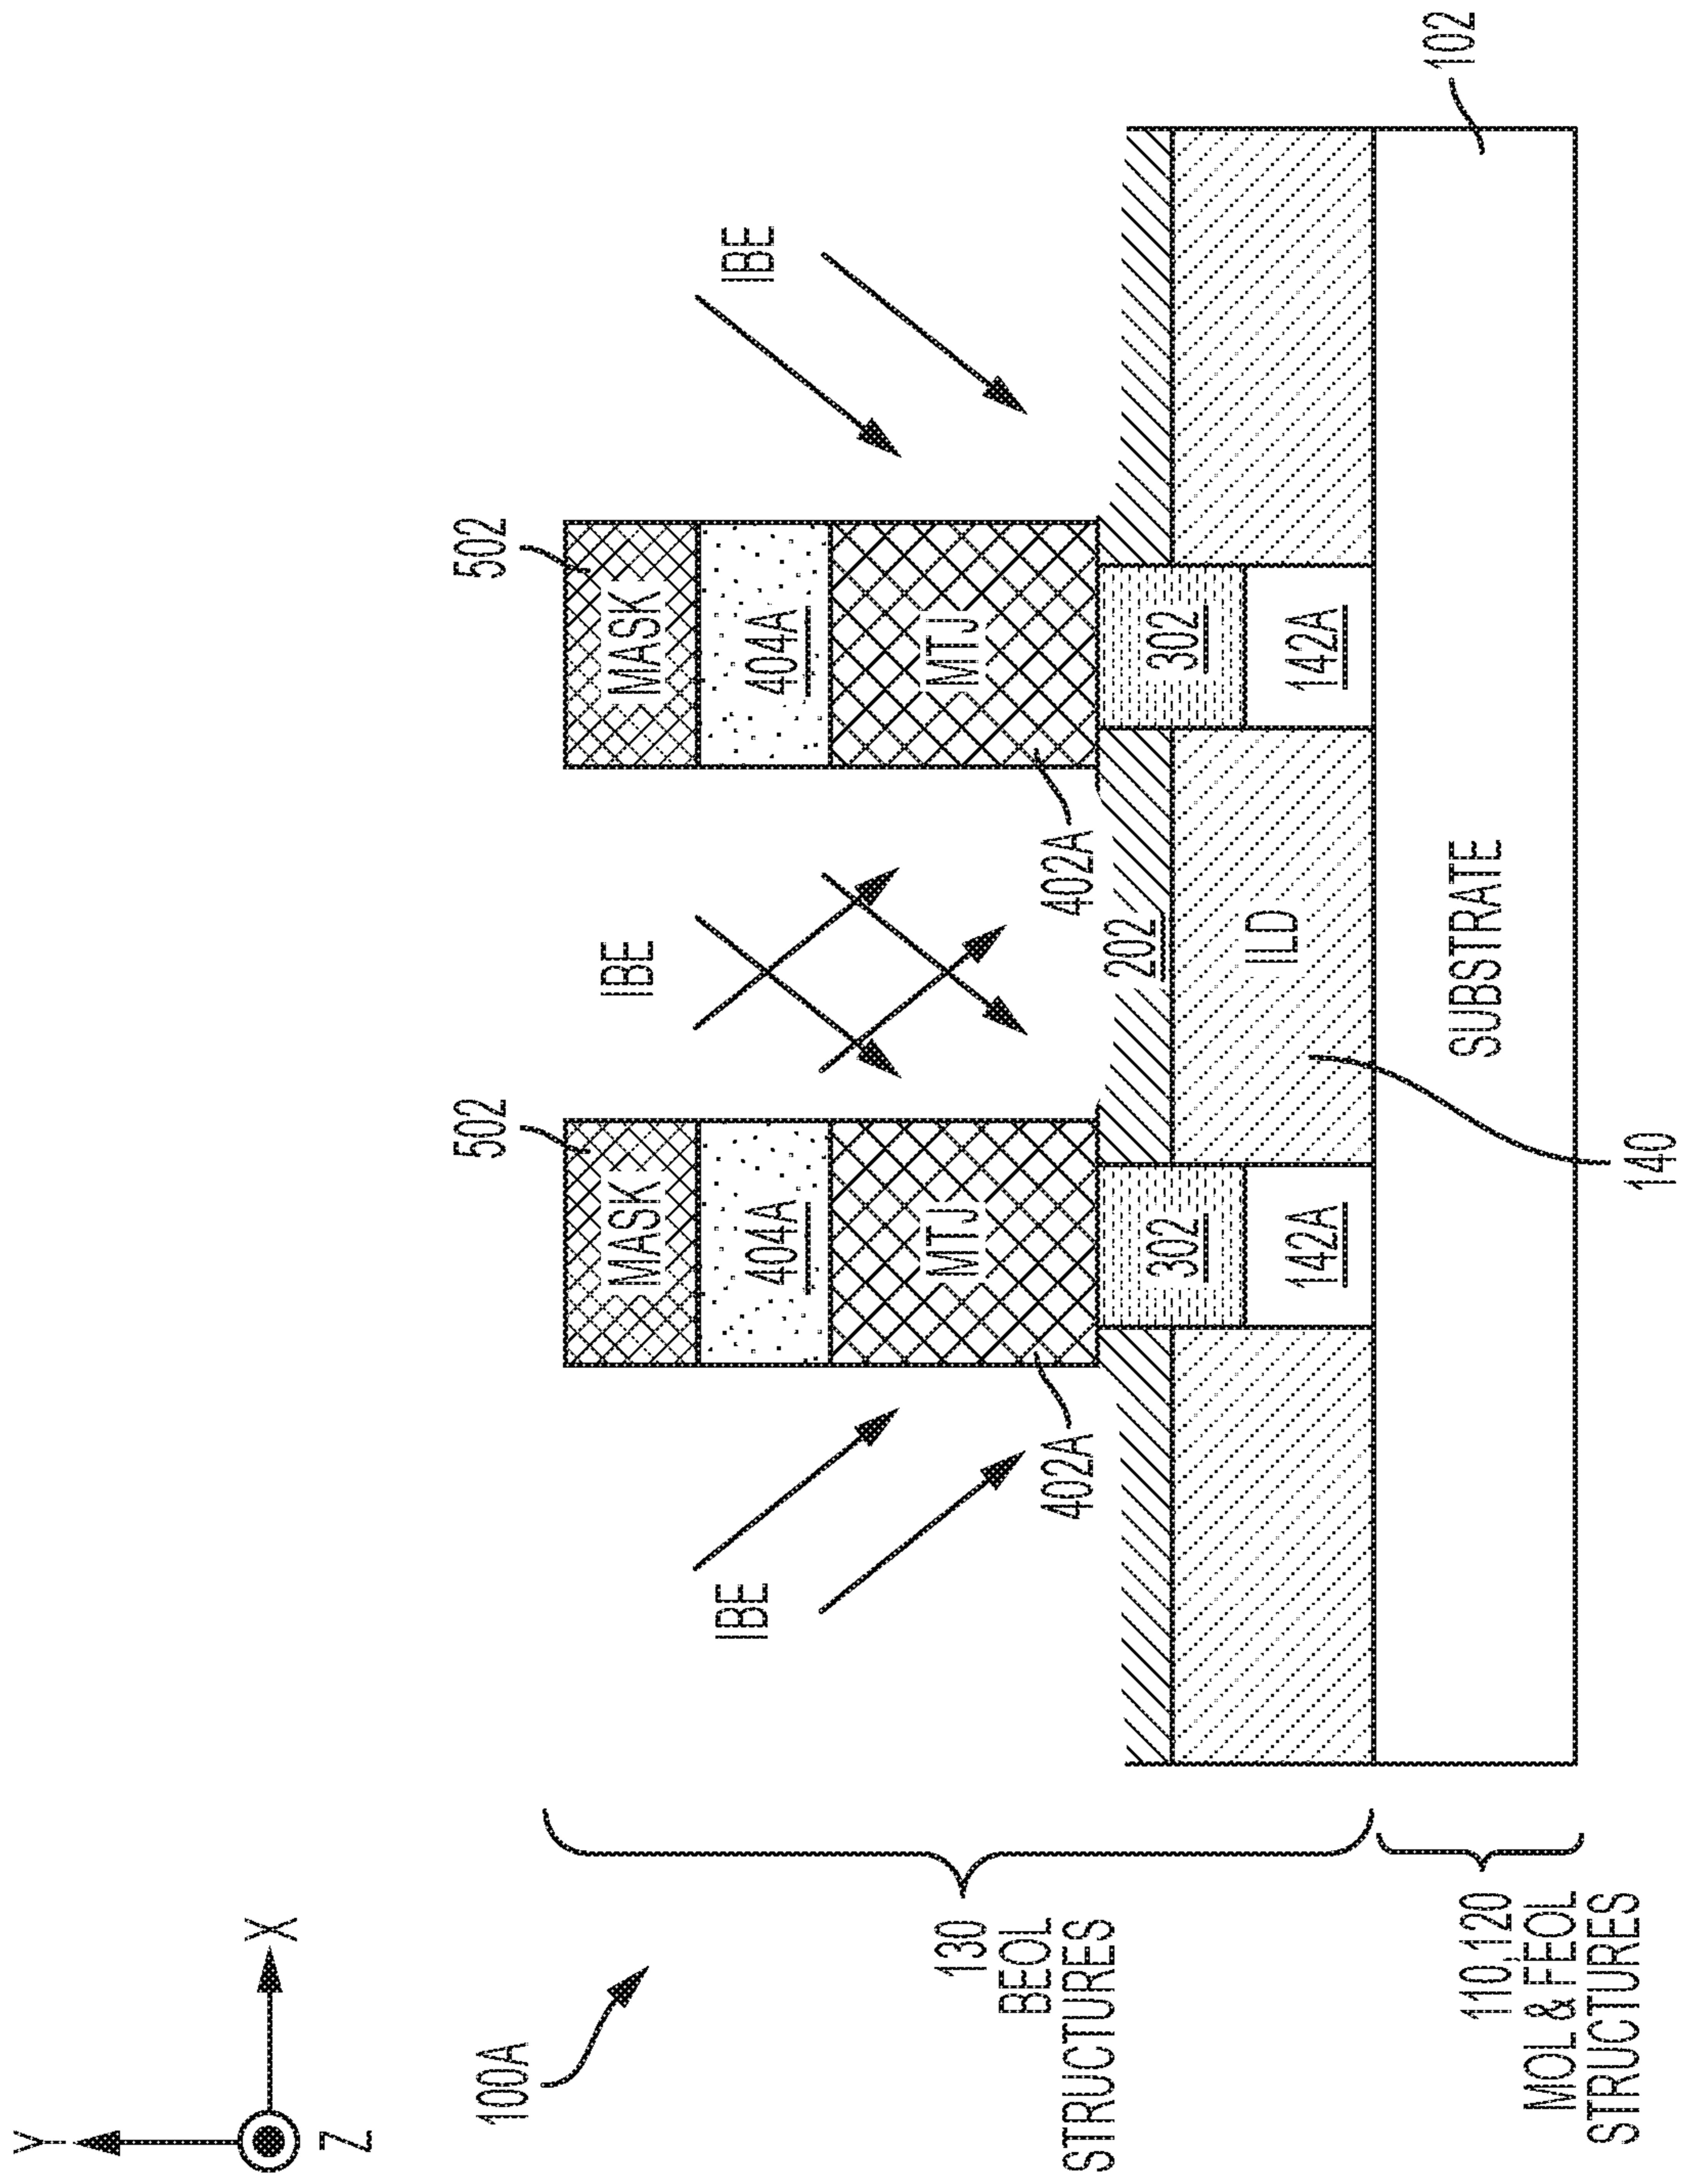 Y
X
Z
100A
502
502
MASK
MASK
IBE
404A
404A
IBE
IBE
MTJ
MTJ
402A
402A
130
BEOL
STRUCTURES
202
302
302
ILD
142A
142A
102
110,120
MOL & FEOL
STRUCTURES
SUBSTRATE
140